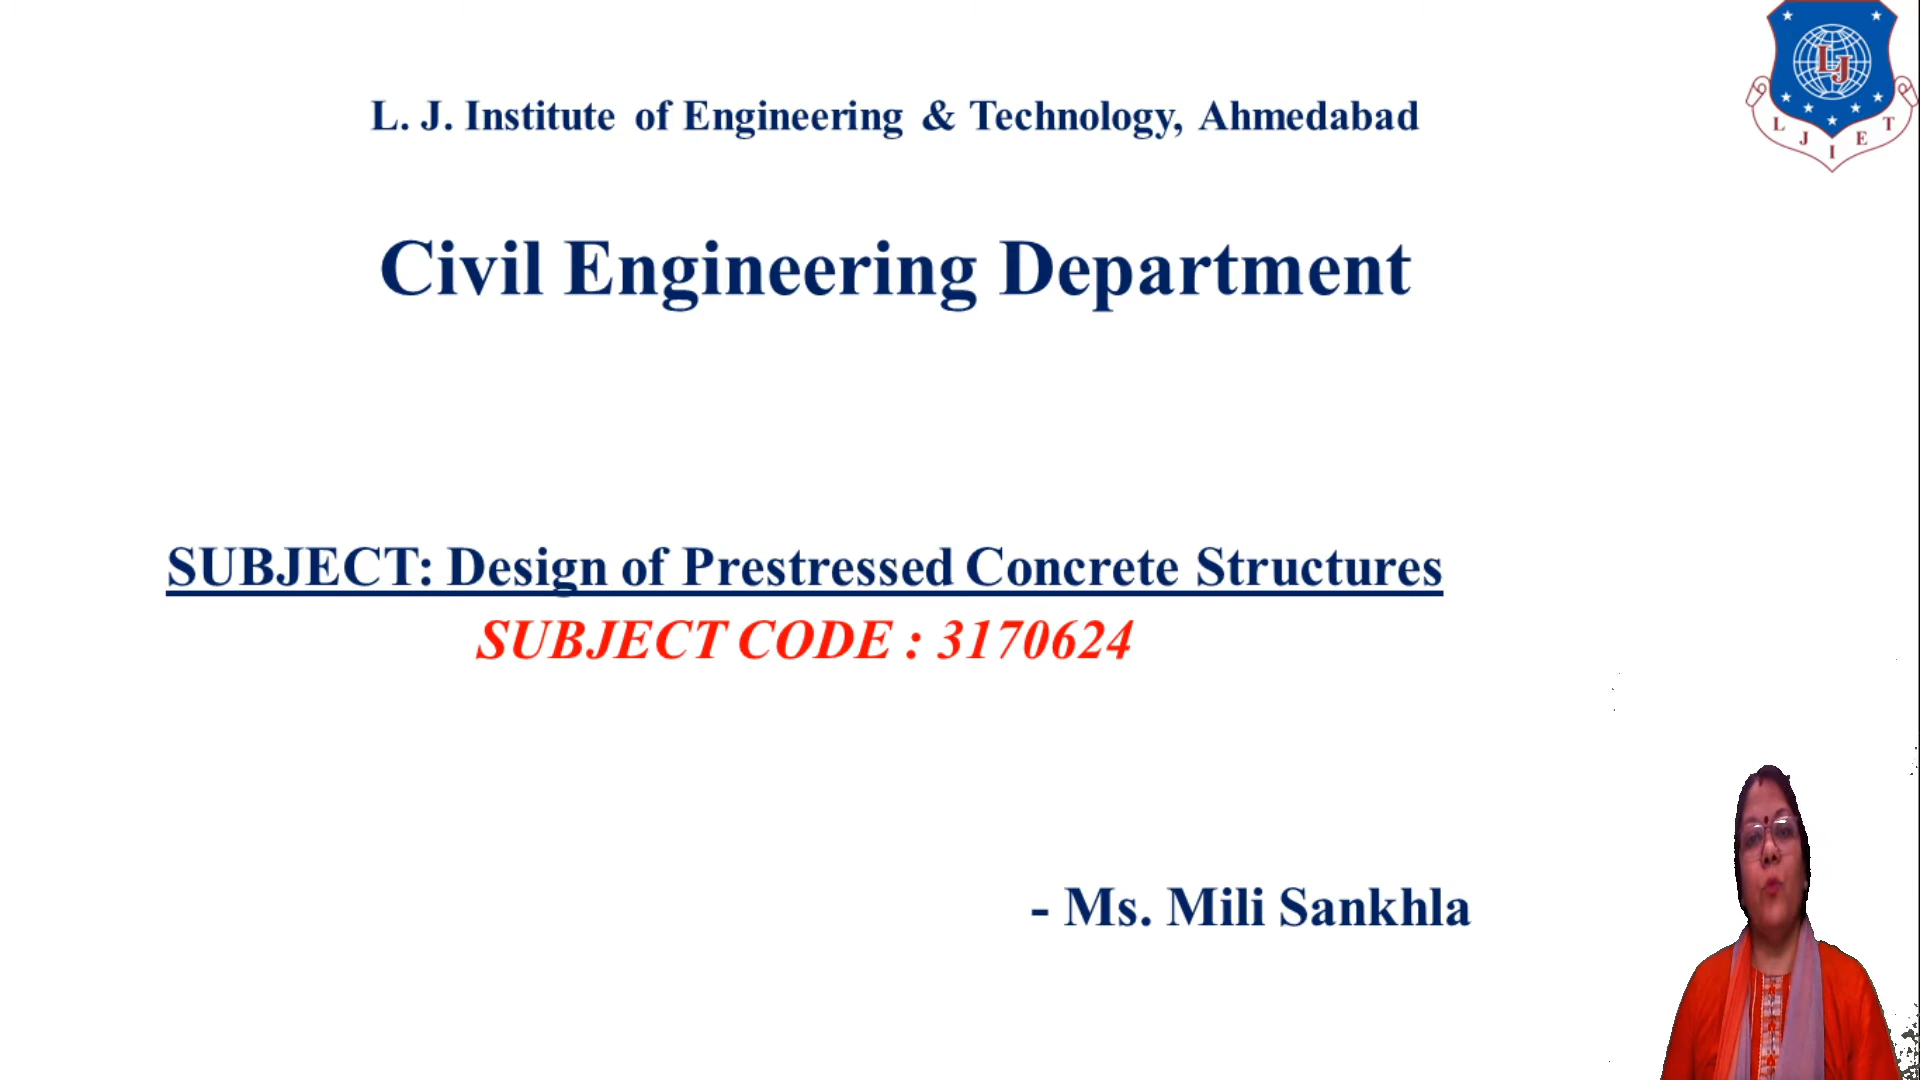 L. J. Institute of Engineering & Technology, Ahmedabad
LJ
L J I E T
Civil Engineering Department
SUBJECT: Design of Prestressed Concrete Structures
SUBJECT CODE : 3170624
- Ms. Mili Sankhla